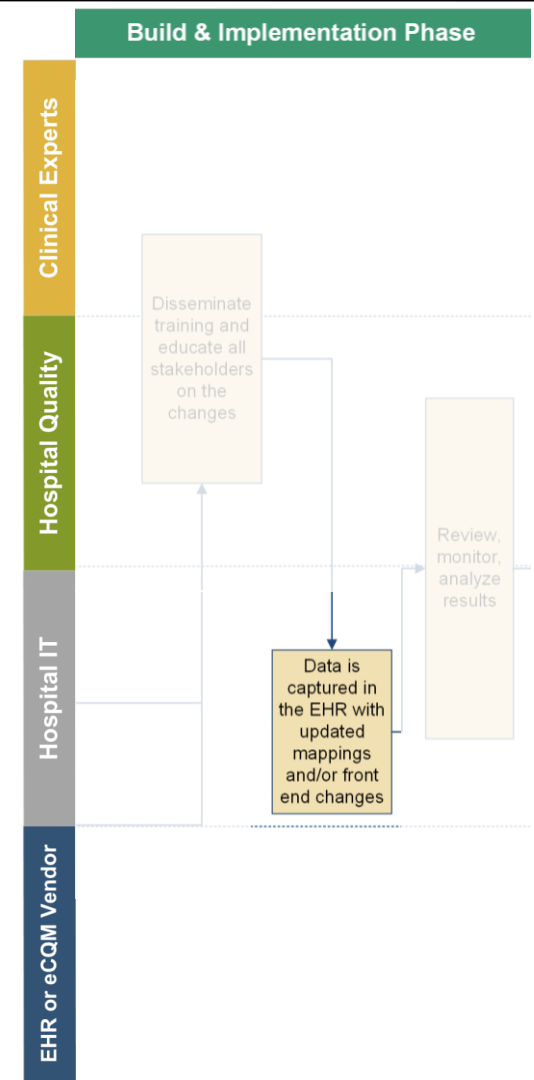 Build & Implementation Phase
Clinical Experts
Disseminate
training and
educate all
stakeholders
on the
changes
Hospital Quality
Review,
monitor,
analyze
results
Hospital IT
Data is
captured in
the EHR with
updated
mappings
and/or front
end changes
EHR or eCQM Vendor